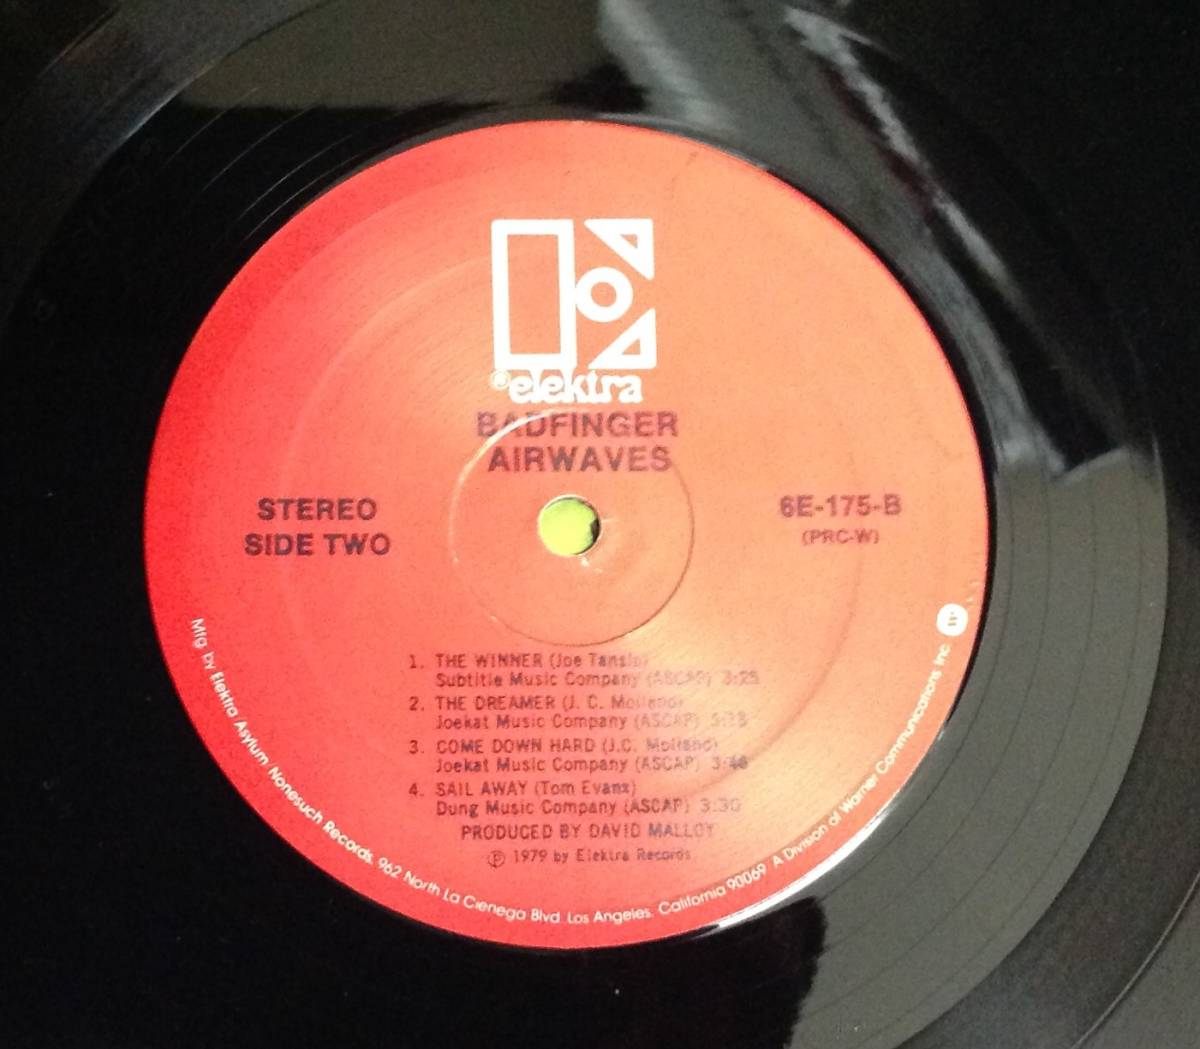 elektra
BADFINGER
AIRWAVES
STEREO
SIDE TWO
6E-175-B
(PRC-W)
1. THE WINNER (Joe Tansin)
Subtitle Music Company (ASCAP) 3:25
2. THE DREAMER (J. C. Molland)
Joekat Music Company (ASCAP)
3. COME DOWN HARD (J.C. Molland)
Joekat Music Company (ASCAP) 3:46
4. SAIL AWAY (Tom Evans)
Dung Music Company (ASCAP) 3:30
PRODUCED BY DAVID MALLOY
℗ 1979 by Elektra Records
Mfg. by Elektra Asylum Nonesuch Records, 962 North La Cienega Blvd. Los Angeles, California 90069 A Division of Warner Communications Inc